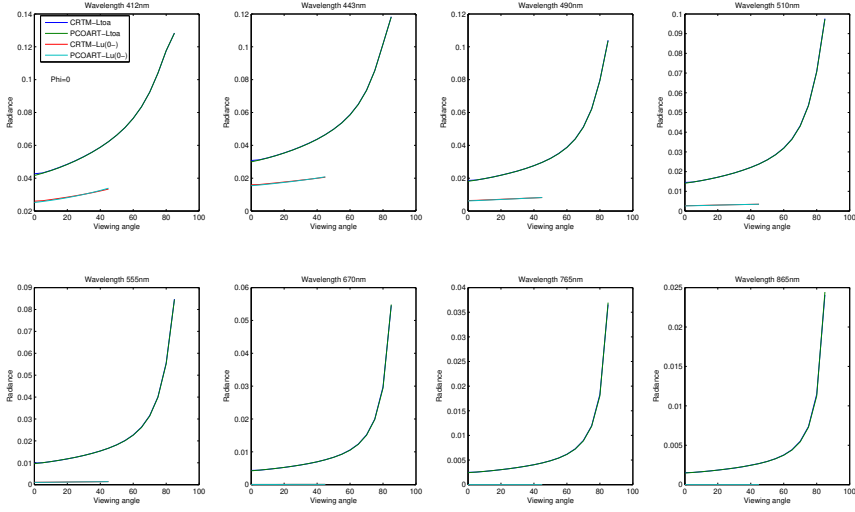 Wavelength 412nm
0.14
0.12
0.1
0.08
0.06
0.04
0.02
0 20 40 60 80 100
Radiance
Viewing angle
CRTM−Ltoa
PCOART−Ltoa
CRTM−Lu(0−)
PCOART−Lu(0−)
Phi=0
Wavelength 443nm
0.12
0.1
0.08
0.06
0.04
0.02
0
0 20 40 60 80 100
Radiance
Viewing angle
Wavelength 490nm
0.12
0.1
0.08
0.06
0.04
0.02
0
0 20 40 60 80 100
Radiance
Viewing angle
Wavelength 510nm
0.1
0.09
0.08
0.07
0.06
0.05
0.04
0.03
0.02
0.01
0
0 20 40 60 80 100
Radiance
Viewing angle
Wavelength 555nm
0.09
0.08
0.07
0.06
0.05
0.04
0.03
0.02
0.01
0
0 20 40 60 80 100
Radiance
Viewing angle
Wavelength 670nm
0.06
0.05
0.04
0.03
0.02
0.01
0
0 20 40 60 80 100
Radiance
Viewing angle
Wavelength 765nm
0.04
0.035
0.03
0.025
0.02
0.015
0.01
0.005
0
0 20 40 60 80 100
Radiance
Viewing angle
Wavelength 865nm
0.025
0.02
0.015
0.01
0.005
0
0 20 40 60 80 100
Radiance
Viewing angle